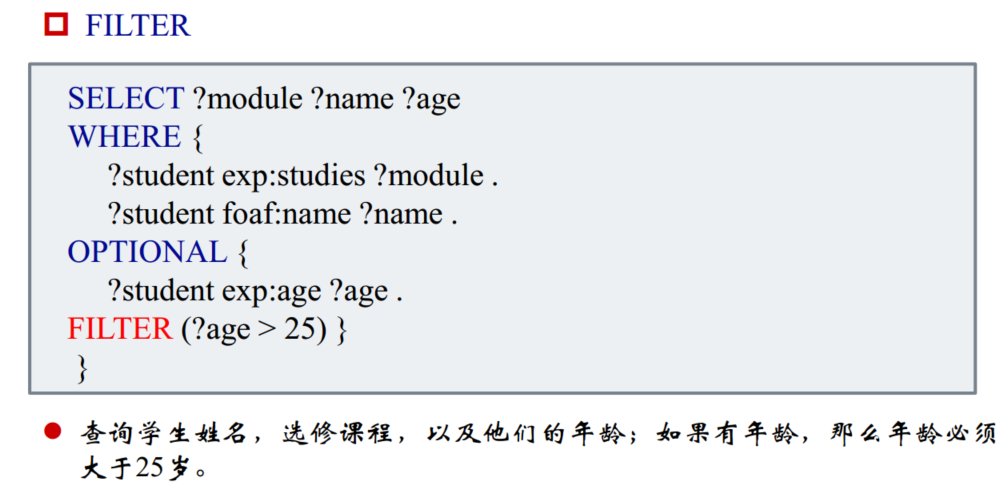 FILTER
SELECT ?module ?name ?age
WHERE {
?student exp:studies ?module .
?student foaf:name ?name .
OPTIONAL {
?student exp:age ?age .
FILTER (?age > 25) }
}
查询学生姓名，选修课程，以及他们的年龄；如果有年龄，那么年龄必须
大于25岁。